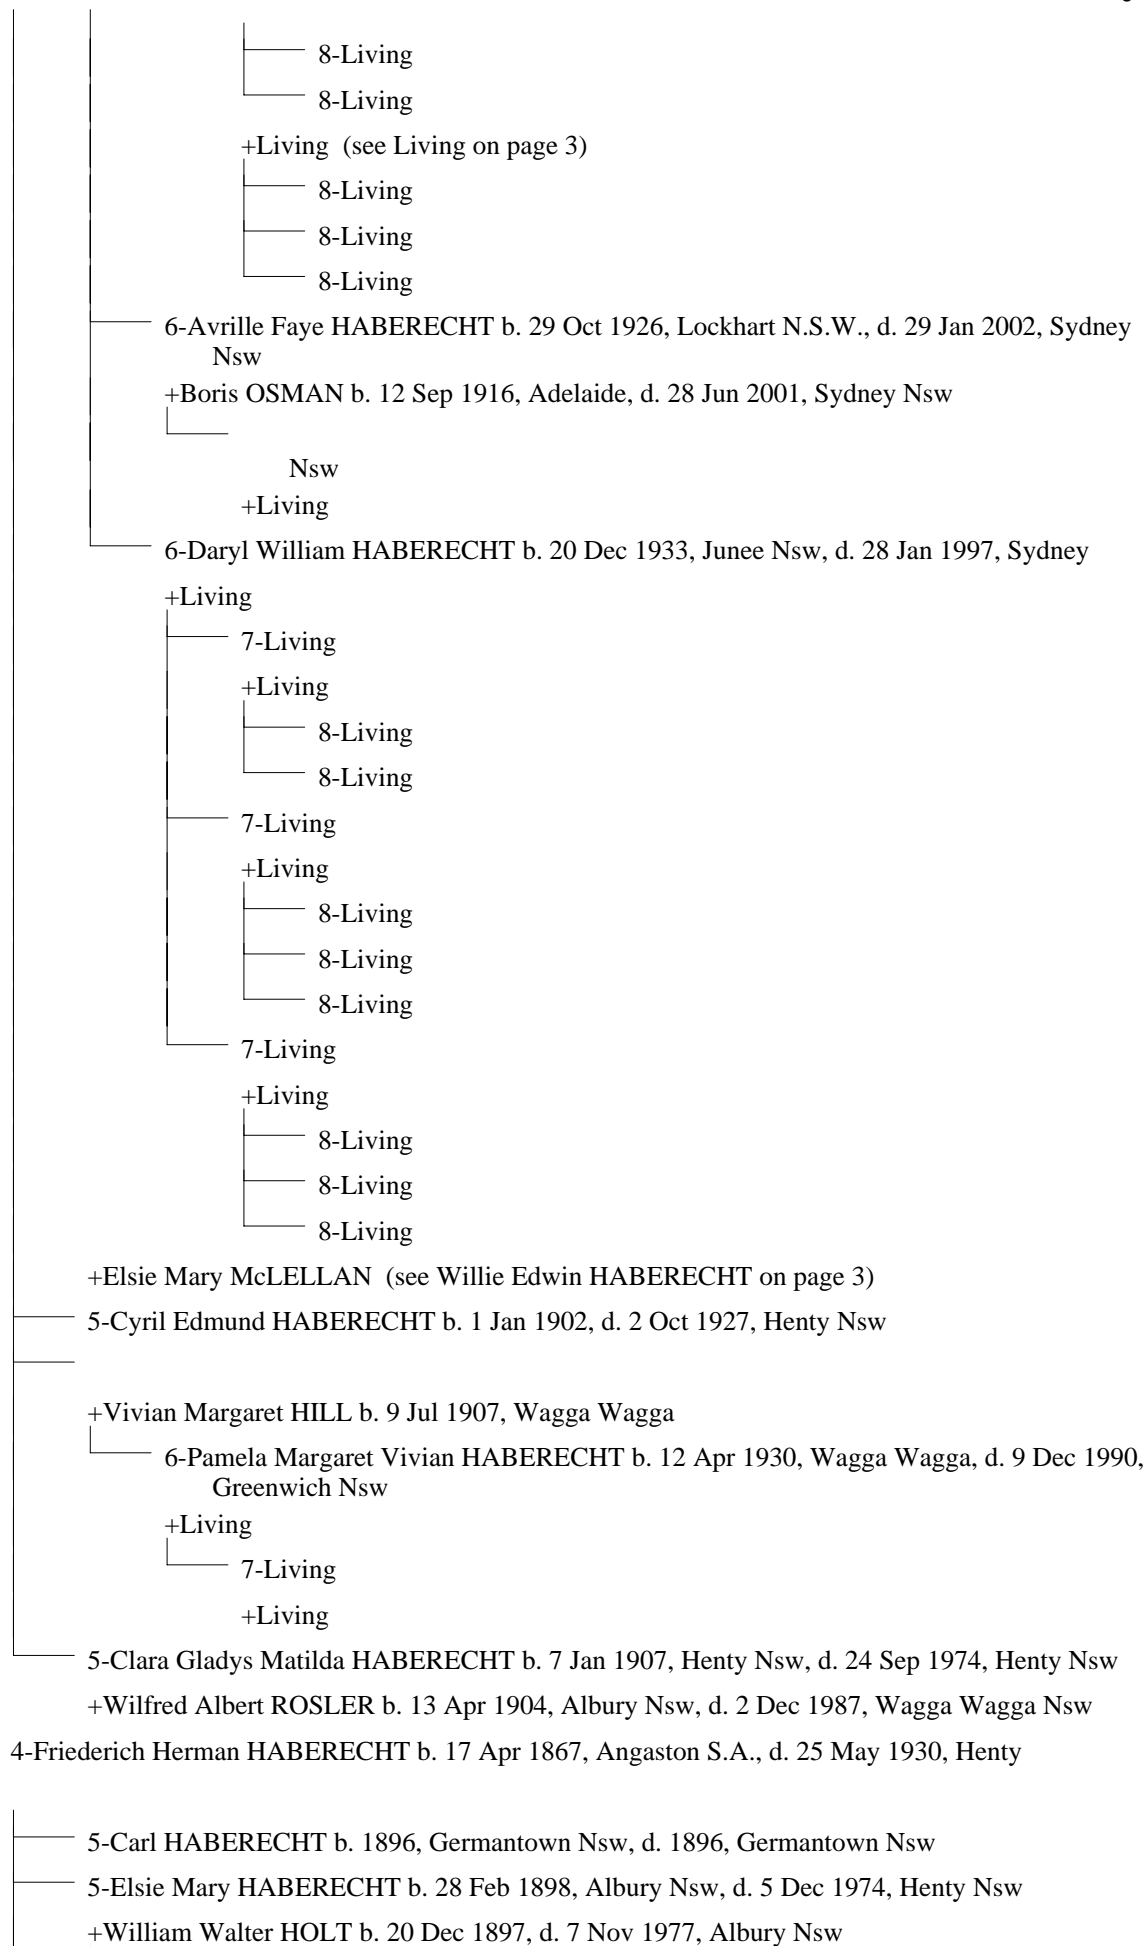 8-Living
8-Living
+Living (see Living on page 3)
8-Living
8-Living
8-Living
6-Avrille Faye HABERECHT b. 29 Oct 1926, Lockhart N.S.W., d. 29 Jan 2002, Sydney
Nsw
+Boris OSMAN b. 12 Sep 1916, Adelaide, d. 28 Jun 2001, Sydney Nsw
Nsw
+Living
6-Daryl William HABERECHT b. 20 Dec 1933, Junee Nsw, d. 28 Jan 1997, Sydney
+Living
7-Living
+Living
8-Living
8-Living
7-Living
+Living
8-Living
8-Living
8-Living
7-Living
+Living
8-Living
8-Living
8-Living
+Elsie Mary McLELLAN (see Willie Edwin HABERECHT on page 3)
5-Cyril Edmund HABERECHT b. 1 Jan 1902, d. 2 Oct 1927, Henty Nsw
+Vivian Margaret HILL b. 9 Jul 1907, Wagga Wagga
6-Pamela Margaret Vivian HABERECHT b. 12 Apr 1930, Wagga Wagga, d. 9 Dec 1990,
Greenwich Nsw
+Living
7-Living
+Living
5-Clara Gladys Matilda HABERECHT b. 7 Jan 1907, Henty Nsw, d. 24 Sep 1974, Henty Nsw
+Wilfred Albert ROSLER b. 13 Apr 1904, Albury Nsw, d. 2 Dec 1987, Wagga Wagga Nsw
4-Friederich Herman HABERECHT b. 17 Apr 1867, Angaston S.A., d. 25 May 1930, Henty
5-Carl HABERECHT b. 1896, Germantown Nsw, d. 1896, Germantown Nsw
5-Elsie Mary HABERECHT b. 28 Feb 1898, Albury Nsw, d. 5 Dec 1974, Henty Nsw
+William Walter HOLT b. 20 Dec 1897, d. 7 Nov 1977, Albury Nsw